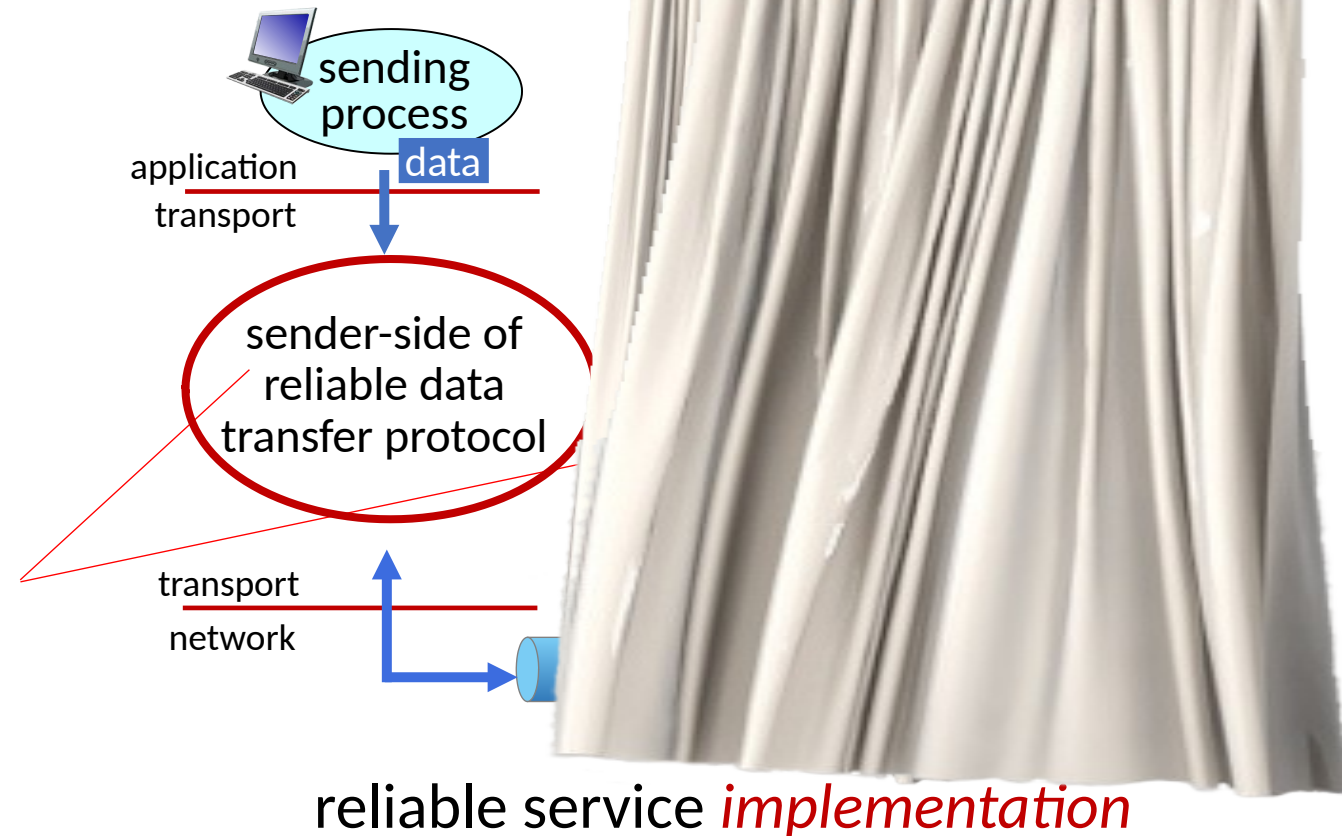 sending
process
data
application
transport
sender-side of
reliable data
transfer protocol
transport
network
reliable service implementation